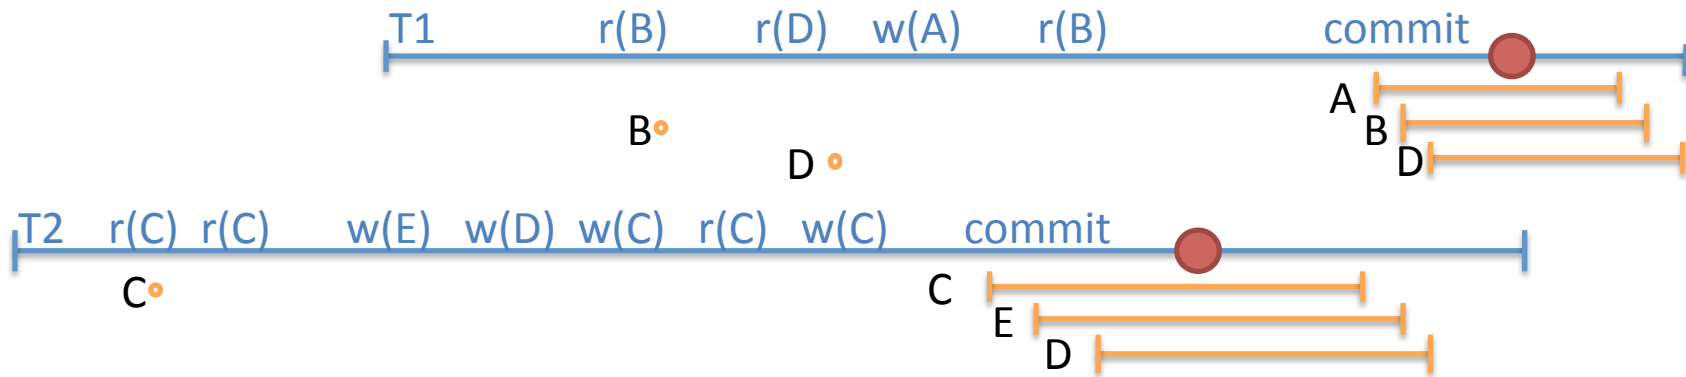 T1 r(B) r(D) w(A) r(B) commit
A
B B
D D
T2 r(C) r(C) w(E) w(D) w(C) r(C) w(C) commit
C C
E
D